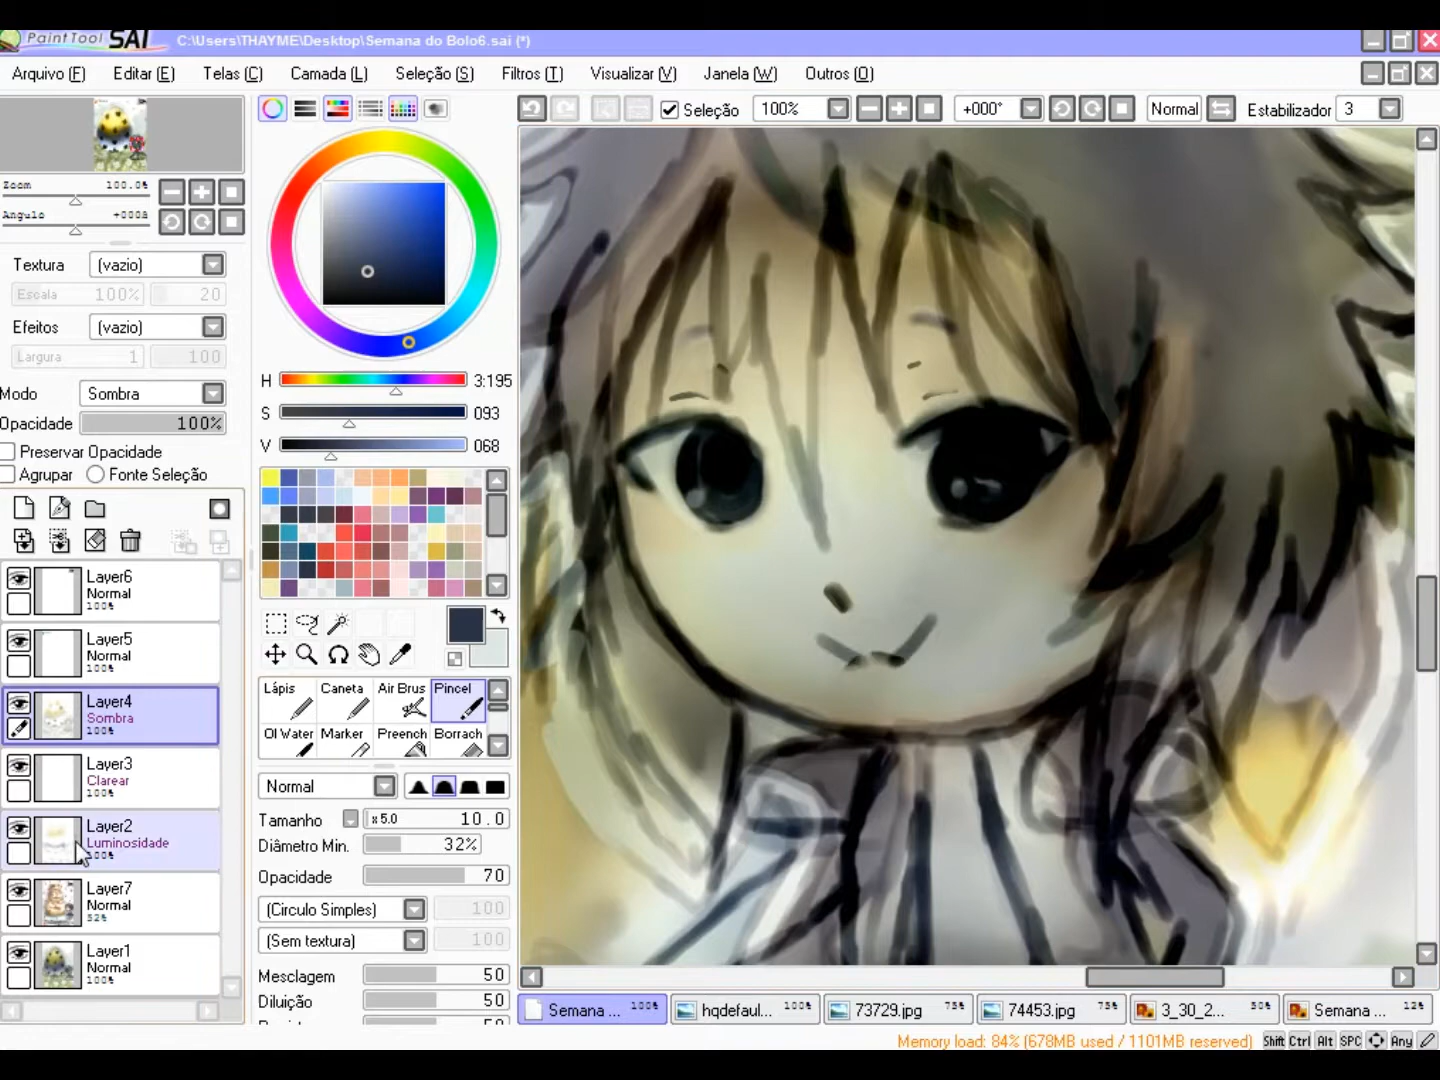 PaintTool SAI C:\Users\THAYME\Desktop\Semana do Bolo6.sai (*)
Arquivo (F) Editar (E) Telas (C) Camada (L) Seleção (S) Filtros (T) Visualizar (V) Janela (W) Outros (O)
Seleção 100% +000° Normal Estabilizador 3
Zoom 100.0%
Angulo +000a
Textura (vazio)
Escala 100% 20
Efeitos (vazio)
Largura 1 100
Modo Sombra
Opacidade 100%
Preservar Opacidade
Agrupar Fonte Seleção
Layer6
Normal
100%
Layer5
Normal
100%
Layer4
Sombra
100%
Layer3
Clarear
100%
Layer2
Luminosidade
100%
Layer7
Normal
52%
Layer1
Normal
100%
H 3:195
S 093
V 068
Lápis Caneta Air Brus Pincel
Ol Water Marker Preench Borrach
Normal
Tamanho x 5.0 10.0
Diâmetro Min. 32%
Opacidade 70
(Circulo Simples) 100
(Sem textura) 100
Mesclagem 50
Diluição 50
Semana ... 100% hqdefaul... 100% 73729.jpg 75% 74453.jpg 75% 3_30_2... 50% Semana ... 12%
Memory load: 84% (678MB used / 1101MB reserved) Shift Ctrl Alt SPC Any